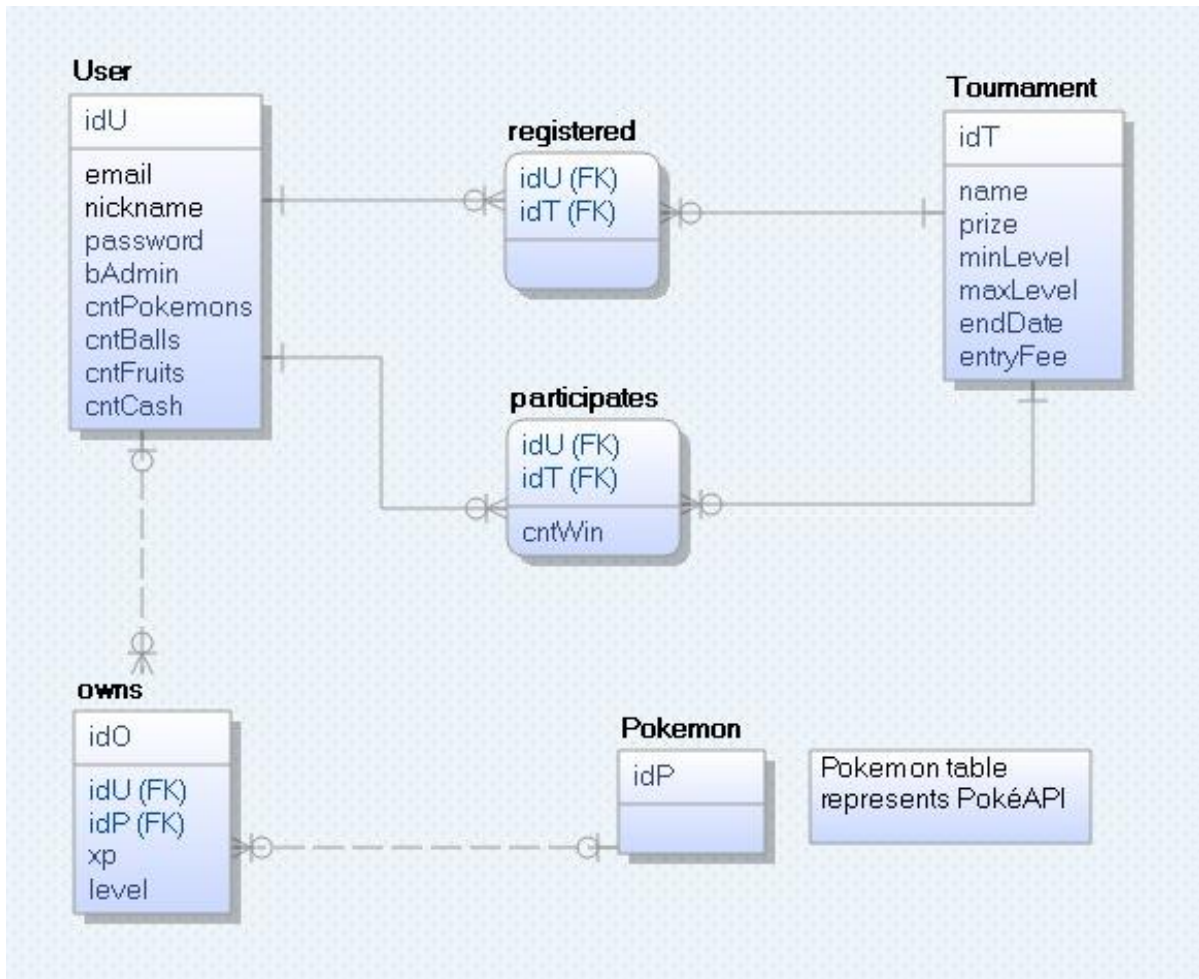 User
idU
email
nickname
password
bAdmin
cntPokemons
cntBalls
cntFruits
cntCash
registered
idU (FK)
idT (FK)
Tournament
idT
name
prize
minLevel
maxLevel
endDate
entryFee
participates
idU (FK)
idT (FK)
cntWin
owns
idO
idU (FK)
idP (FK)
xp
level
Pokemon
idP
Pokemon table
represents PokéAPI